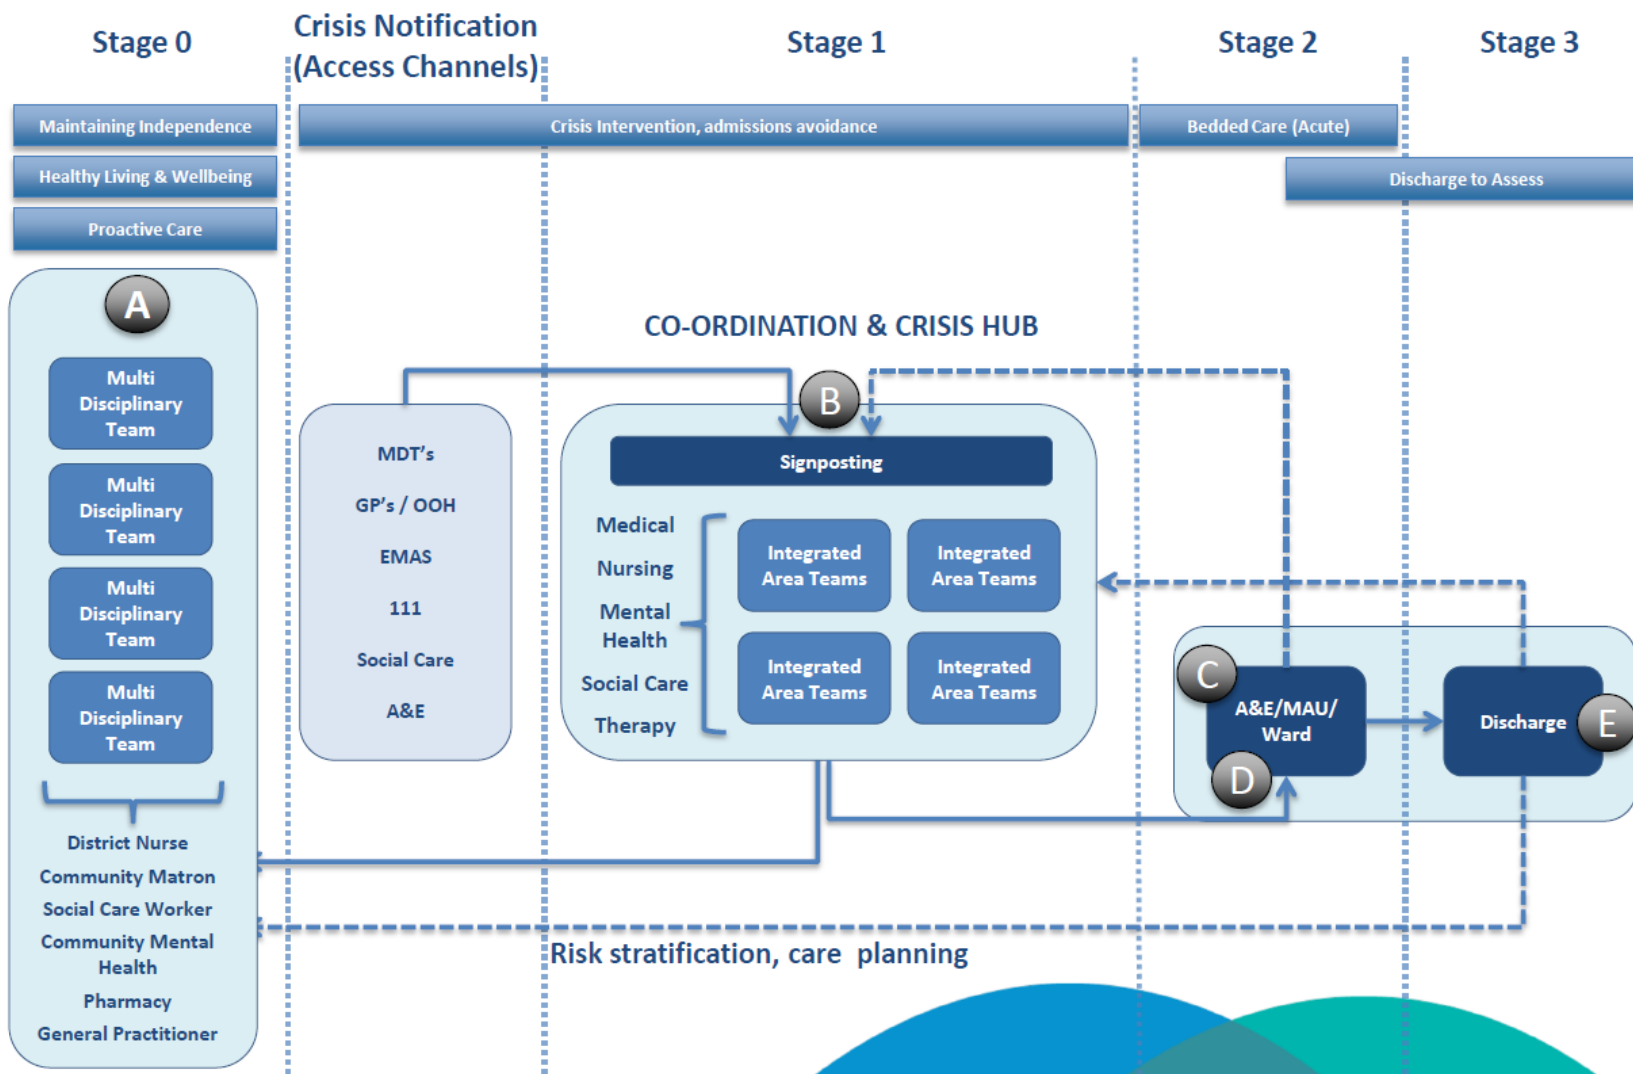 Stage 0
Crisis Notification
(Access Channels)
Stage 1
Stage 2
Stage 3
Maintaining Independence
Crisis Intervention, admissions avoidance
Bedded Care (Acute)
Healthy Living & Wellbeing
Discharge to Assess
Proactive Care
A
Multi
Disciplinary
Team
Multi
Disciplinary
Team
Multi
Disciplinary
Team
Multi
Disciplinary
Team
District Nurse
Community Matron
Social Care Worker
Community Mental
Health
Pharmacy
General Practitioner
MDT's
GP's / OOH
EMAS
111
Social Care
A&E
CO-ORDINATION & CRISIS HUB
B
Signposting
Medical
Nursing
Mental
Health
Social Care
Therapy
Integrated
Area Teams
Integrated
Area Teams
Integrated
Area Teams
Integrated
Area Teams
C
A&E/MAU/
Ward
D
Discharge
E
Risk stratification, care  planning